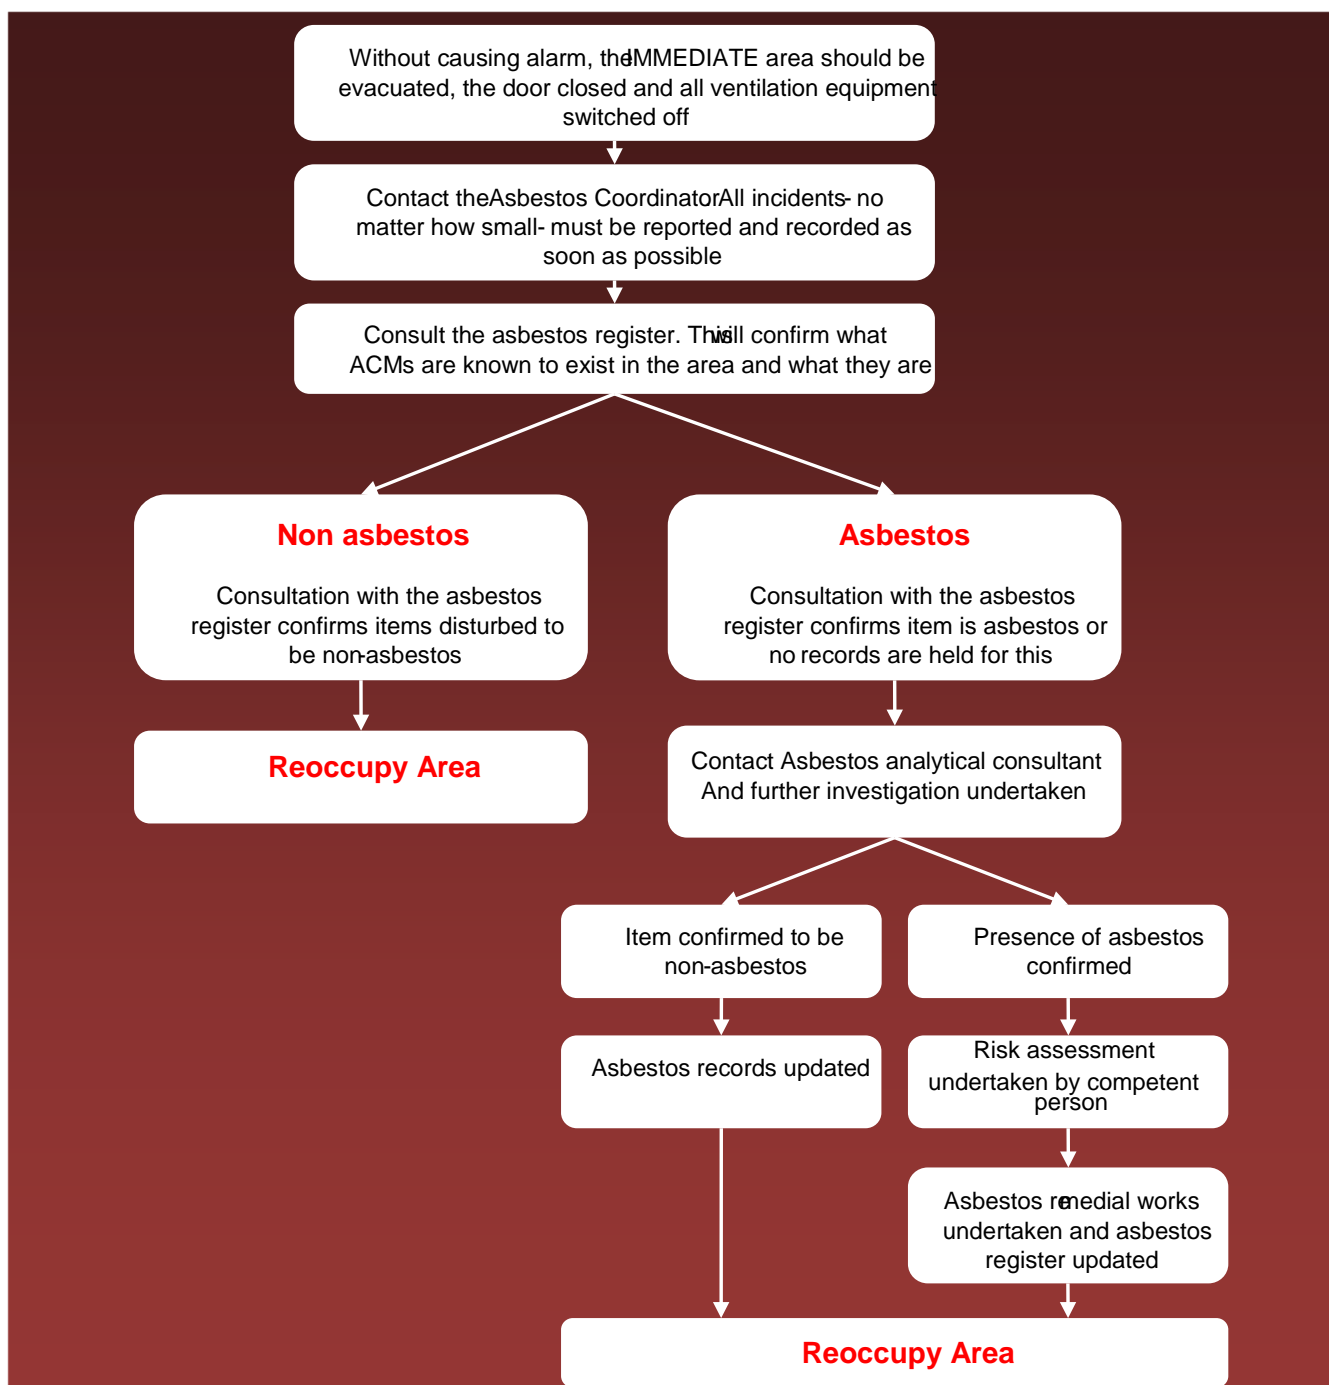 Without causing alarm, the IMMEDIATE area should be
evacuated, the door closed and all ventilation equipment
switched off
Contact the Asbestos Coordinator. All incidents - no
matter how small - must be reported and recorded as
soon as possible
Consult the asbestos register. This will confirm what
ACMs are known to exist in the area and what they are
Non asbestos
Consultation with the asbestos
register confirms items disturbed to
be non-asbestos
Reoccupy Area
Asbestos
Consultation with the asbestos
register confirms item is asbestos or
no records are held for this
Contact Asbestos analytical consultant
And further investigation undertaken
Item confirmed to be
non-asbestos
Asbestos records updated
Presence of asbestos
confirmed
Risk assessment
undertaken by competent
person
Asbestos remedial works
undertaken and asbestos
register updated
Reoccupy Area